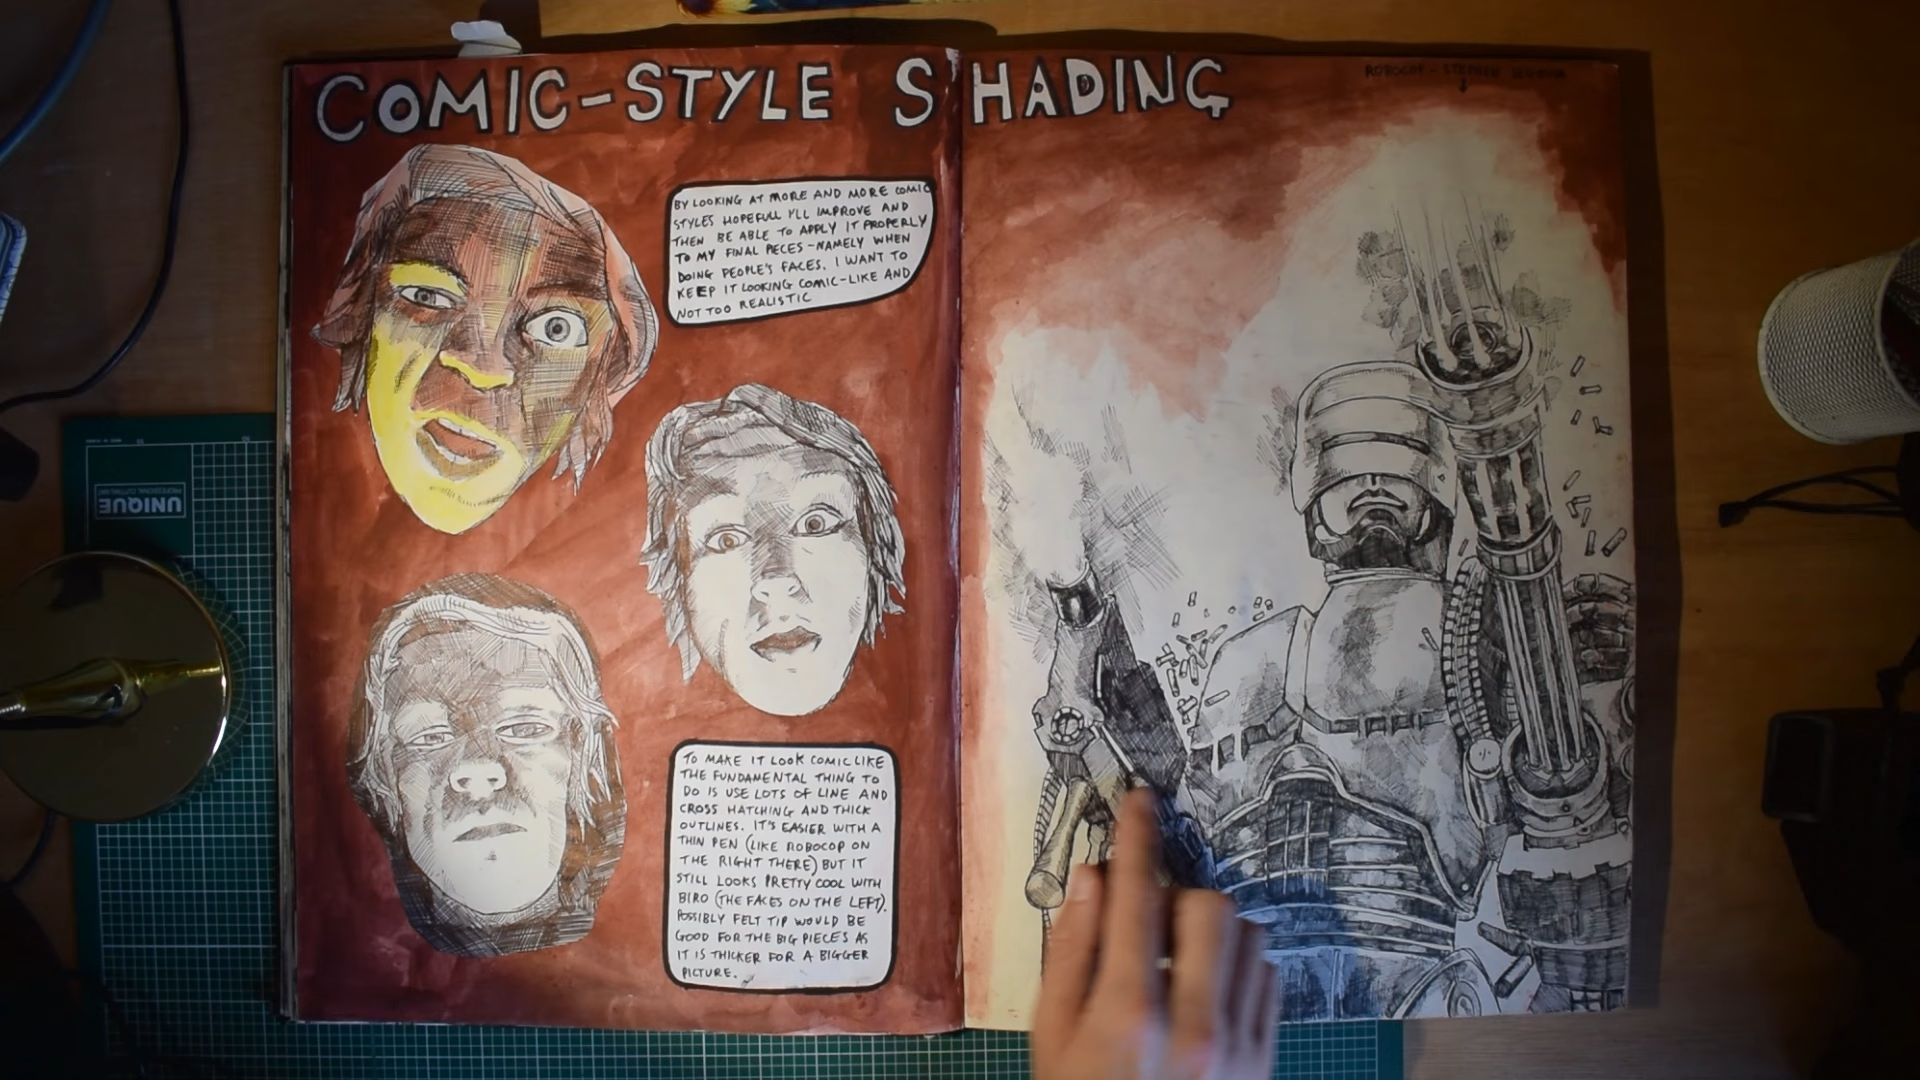 COMIC-STYLE SHADING
ROBOCOP -
BY LOOKING AT MORE AND MORE COMIC
STYLES HOPEFULL I'LL IMPROVE AND
THEN BE ABLE TO APPLY IT PROPERLY
TO MY FINAL PIECES - NAMELY WHEN
DOING PEOPLE'S FACES. I WANT TO
KEEP IT LOOKING COMIC-LIKE AND
NOT TOO REALISTIC
TO MAKE IT LOOK COMIC LIKE
THE FUNDAMENTAL THING TO
DO IS USE LOTS OF LINE AND
CROSS HATCHING AND THICK
OUTLINES. IT'S EASIER WITH A
THIN PEN (LIKE ROBOCOP ON
THE RIGHT THERE) BUT IT
STILL LOOKS PRETTY COOL WITH
BIRO (THE FACES ON THE LEFT).
POSSIBLY FELT TIP WOULD BE
GOOD FOR THE BIG PIECES AS
IT IS THICKER FOR A BIGGER
PICTURE.
UNIQUE
PROFESSIONAL CUTTING MAT